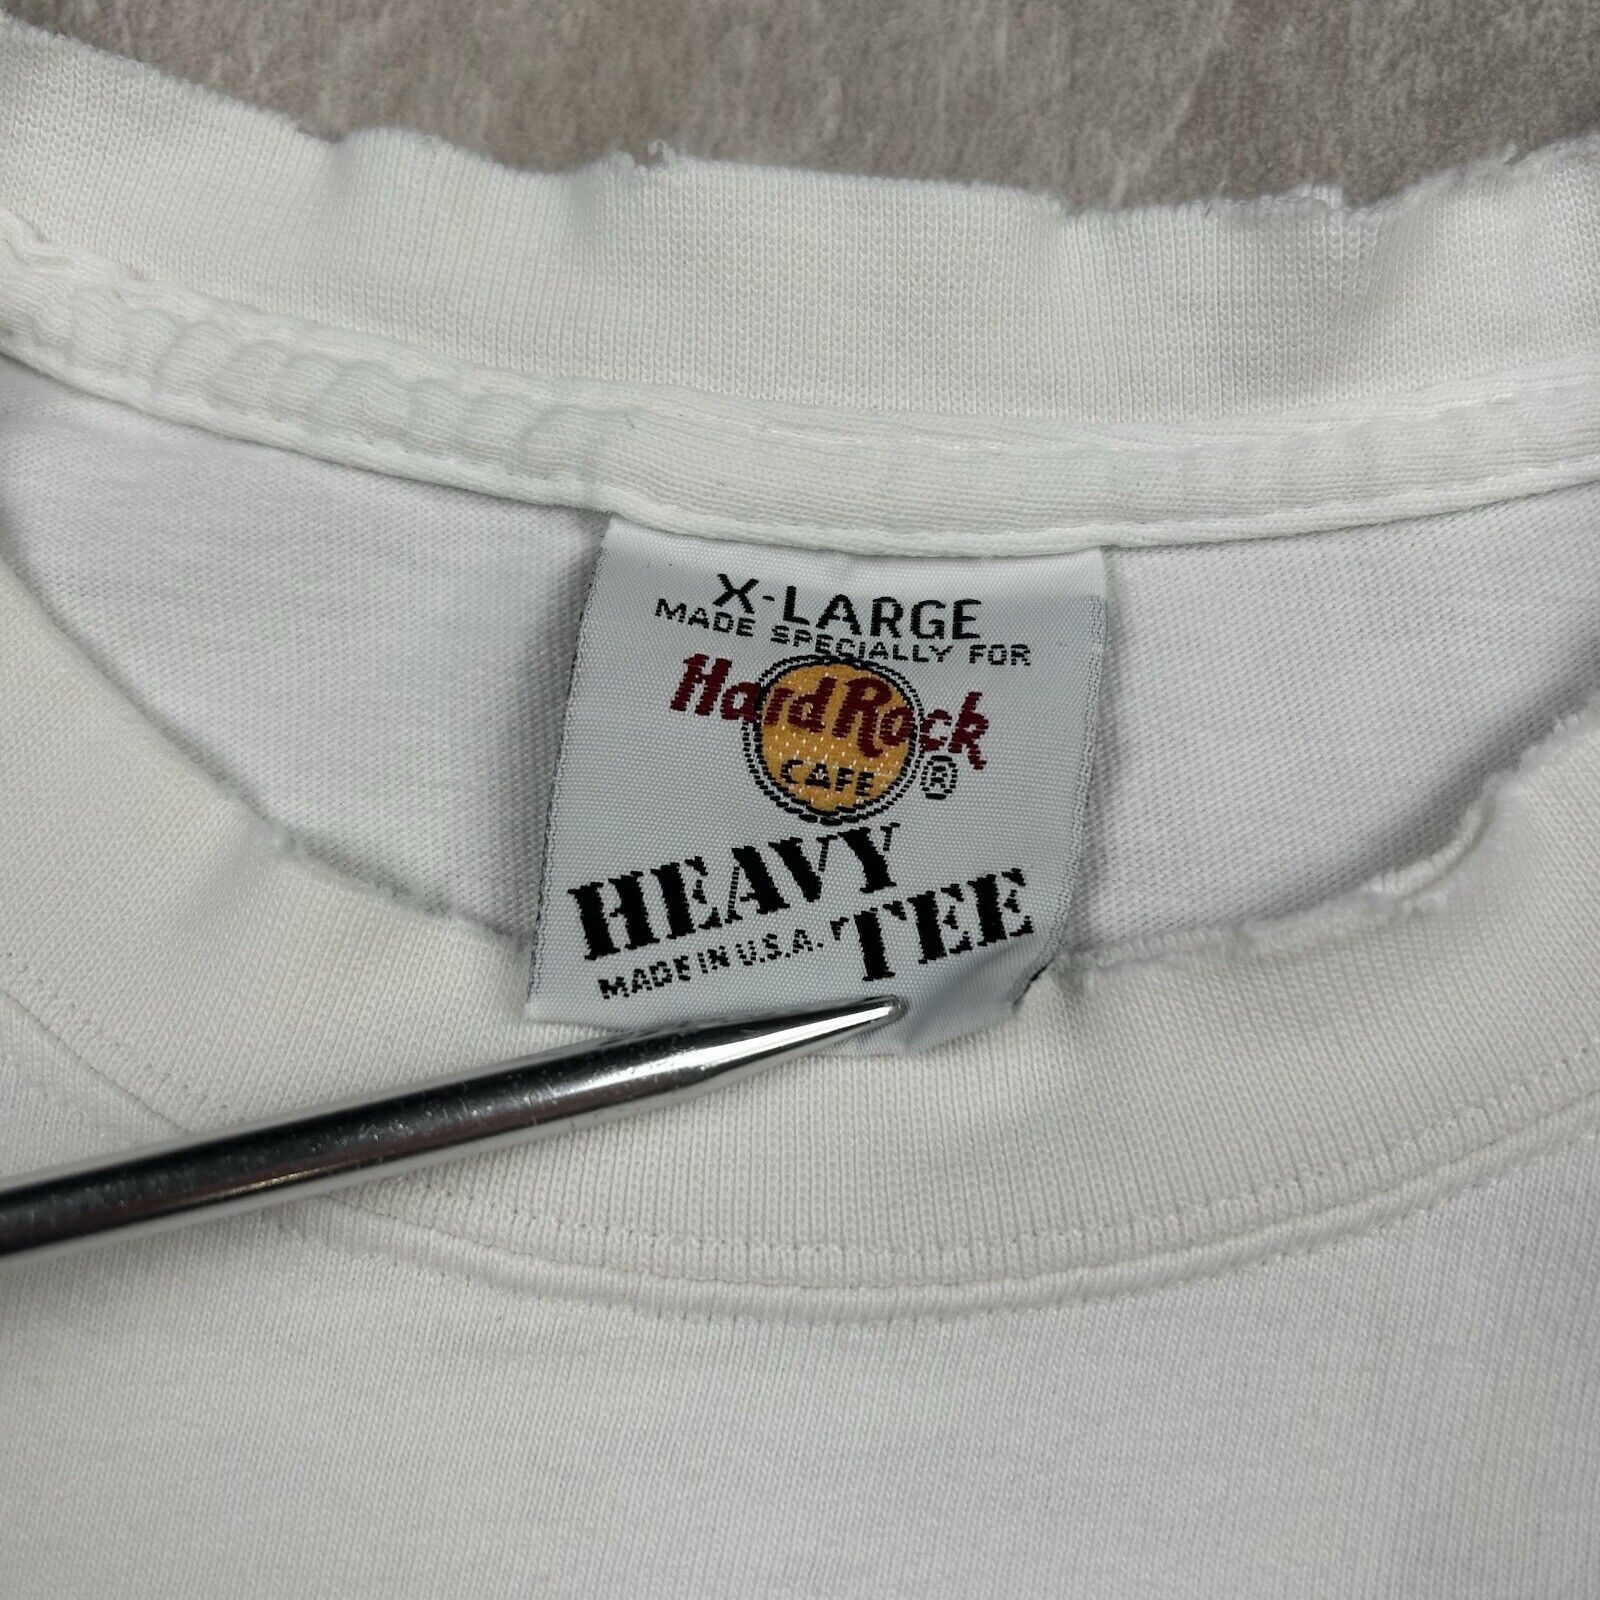 X-LARGE
MADE SPECIALLY FOR
Hard Rock
CAFE ®
HEAVY
TEE
MADE IN U.S.A.